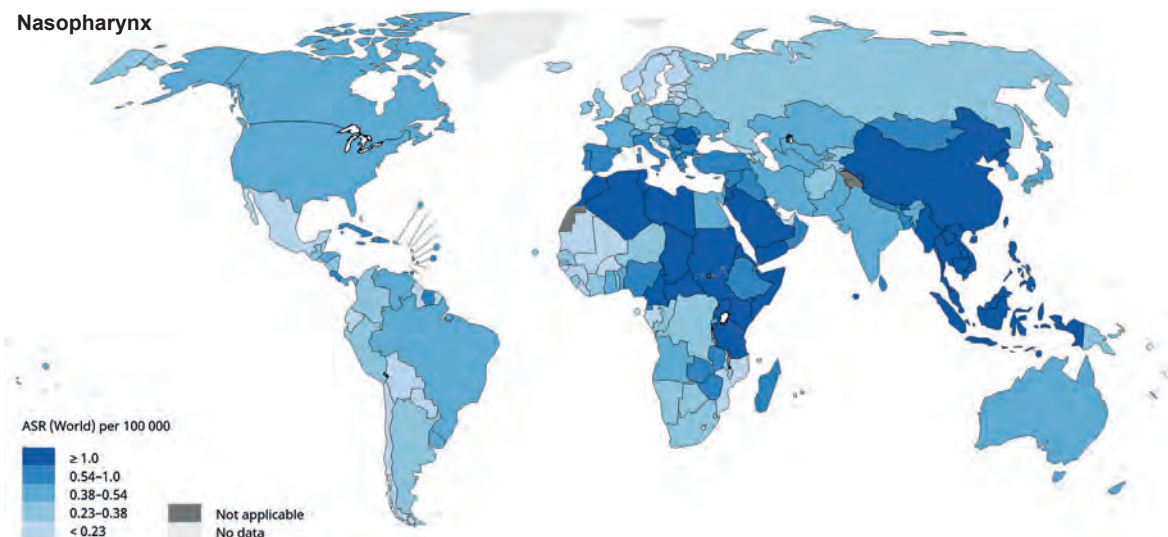 Nasopharynx
ASR (World) per 100 000
≥ 1.0
0.54–1.0
0.38–0.54
0.23–0.38
< 0.23
Not applicable
No data